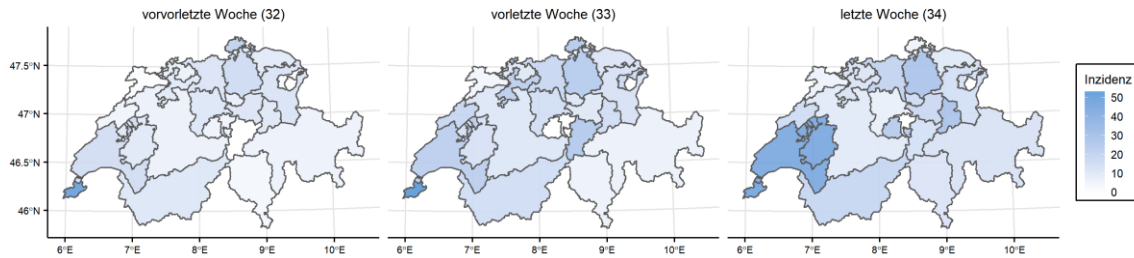 vorvorletzte Woche (32)
vorletzte Woche (33)
letzte Woche (34)
47.5°N
47°N
46.5°N
46°N
6°E 7°E 8°E 9°E 10°E
6°E 7°E 8°E 9°E 10°E
6°E 7°E 8°E 9°E 10°E
Inzidenz
50
40
30
20
10
0